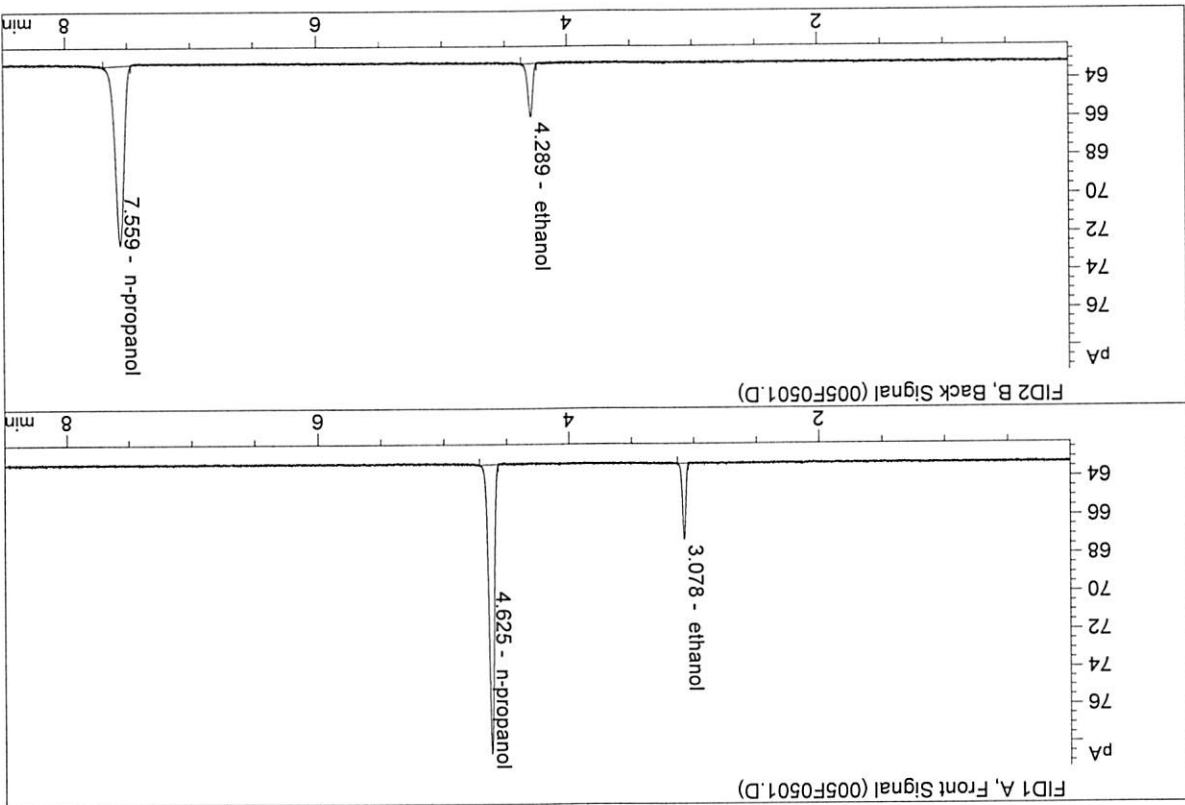 FID1 A, Front Signal (005F0501.D)
pA
76
74
72
70
68
66
64
3.078 - ethanol
4.625 - n-propanol
2
4
6
8
min
FID2 B, Back Signal (005F0501.D)
pA
76
74
72
70
68
66
64
4.289 - ethanol
7.559 - n-propanol
2
4
6
8
min